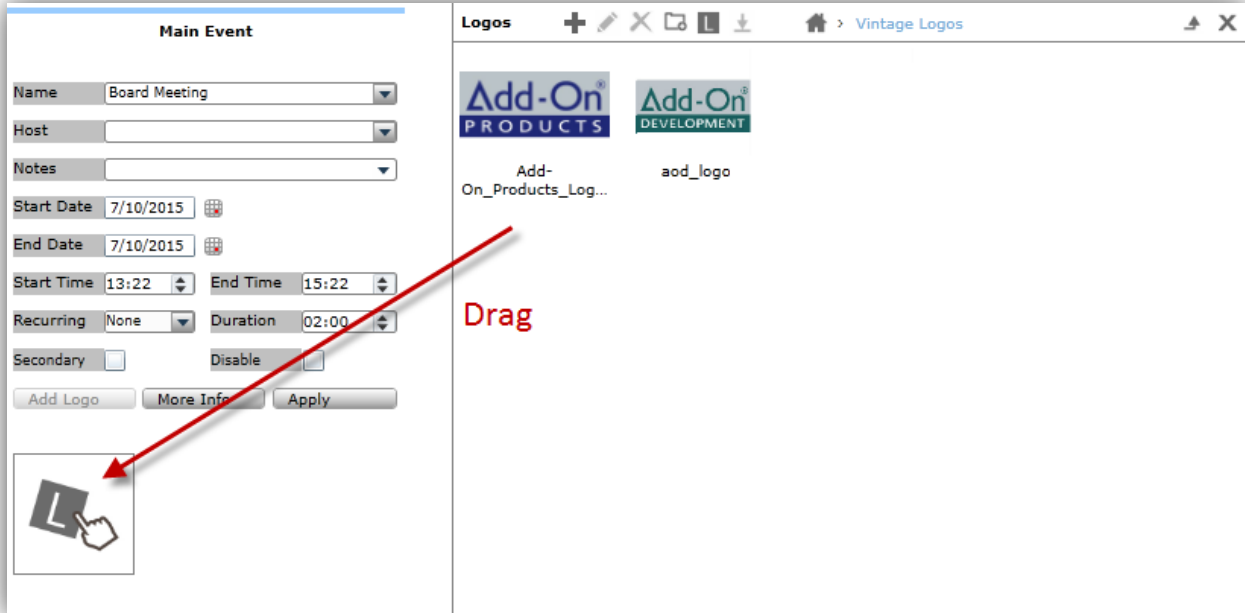 Main Event
Name Board Meeting
Host
Notes
Start Date 7/10/2015
End Date 7/10/2015
Start Time 13:22 End Time 15:22
Recurring None Duration 02:00
Secondary Disable
Add Logo More Info Apply
L
Logos L > Vintage Logos
Add-On®
PRODUCTS
Add-On®
DEVELOPMENT
Add-
On_Products_Log...
aod_logo
Drag